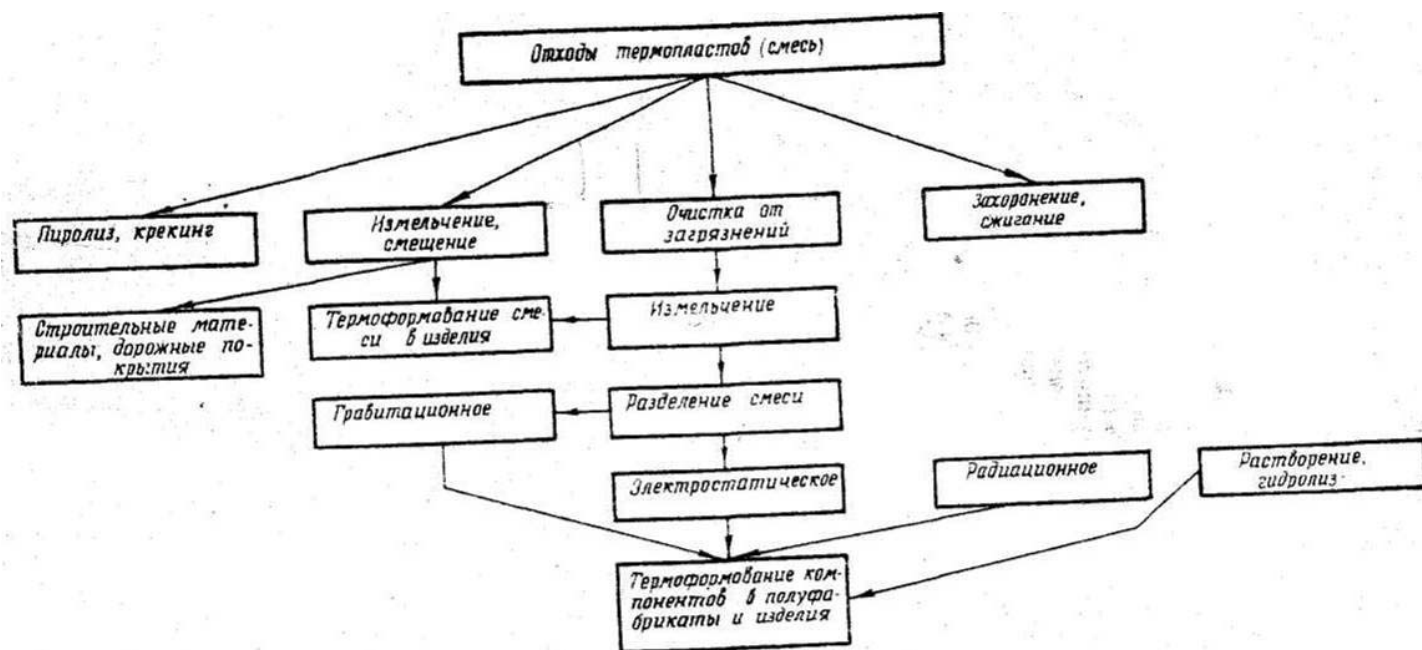 Отходы термопластов (смесь)
Пиролиз, крекинг
Измельчение,
смещение
Очистка от
загрязнений
Захоронение,
сжигание
Строительные мате-
риалы, дорожные по-
крытия
Термоформование сме-
си в изделия
Измельчение
Гравитационное
Разделение смеси
Электростатическое
Радиационное
Растворение,
гидролиз
Термоформование ком-
понентов в полуфа-
брикаты и изделия